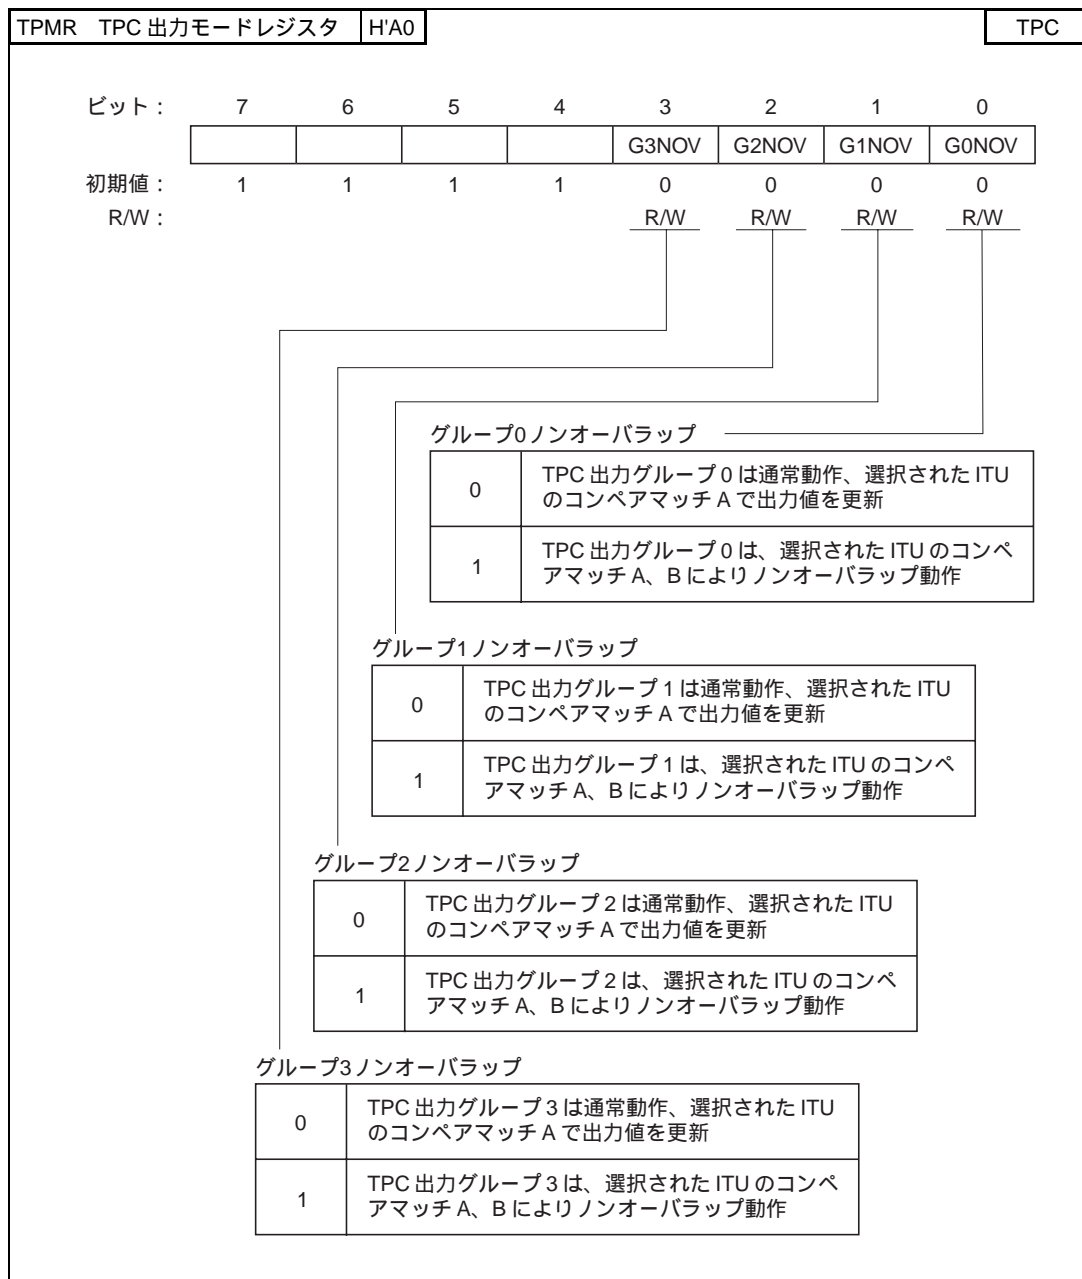 TPMR TPC 出力モードレジスタ H'A0 TPC
ビット： 7 6 5 4 3 2 1 0
G3NOV G2NOV G1NOV G0NOV
初期値： 1 1 1 1 0 0 0 0
R/W： R/W R/W R/W R/W
グループ0ノンオーバラップ
0 TPC 出力グループ 0 は通常動作、選択された ITU
のコンペアマッチ A で出力値を更新
1 TPC 出力グループ 0 は、選択された ITU のコンペ
アマッチ A、B によりノンオーバラップ動作
グループ1ノンオーバラップ
0 TPC 出力グループ 1 は通常動作、選択された ITU
のコンペアマッチ A で出力値を更新
1 TPC 出力グループ 1 は、選択された ITU のコンペ
アマッチ A、B によりノンオーバラップ動作
グループ2ノンオーバラップ
0 TPC 出力グループ 2 は通常動作、選択された ITU
のコンペアマッチ A で出力値を更新
1 TPC 出力グループ 2 は、選択された ITU のコンペ
アマッチ A、B によりノンオーバラップ動作
グループ3ノンオーバラップ
0 TPC 出力グループ 3 は通常動作、選択された ITU
のコンペアマッチ A で出力値を更新
1 TPC 出力グループ 3 は、選択された ITU のコンペ
アマッチ A、B によりノンオーバラップ動作